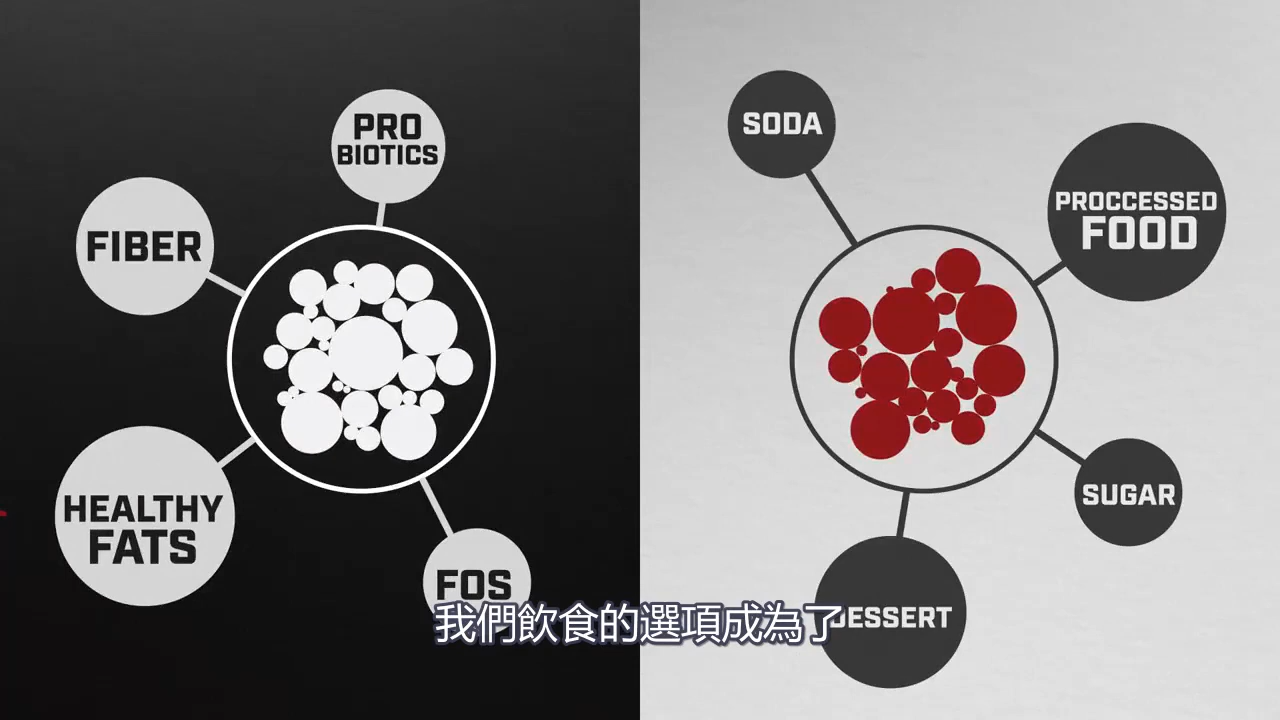 PRO
BIOTICS
FIBER
HEALTHY
FATS
FOS
SODA
PROCCESSED
FOOD
SUGAR
DESSERT
我們飲食的選項成為了